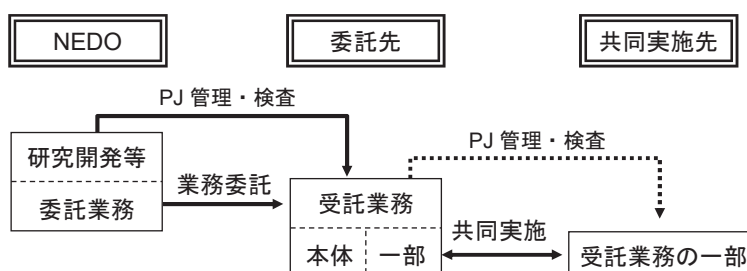 NEDO
委託先
共同実施先
PJ 管理・検査
PJ 管理・検査
研究開発等
委託業務
業務委託
受託業務
本体
一部
共同実施
受託業務の一部